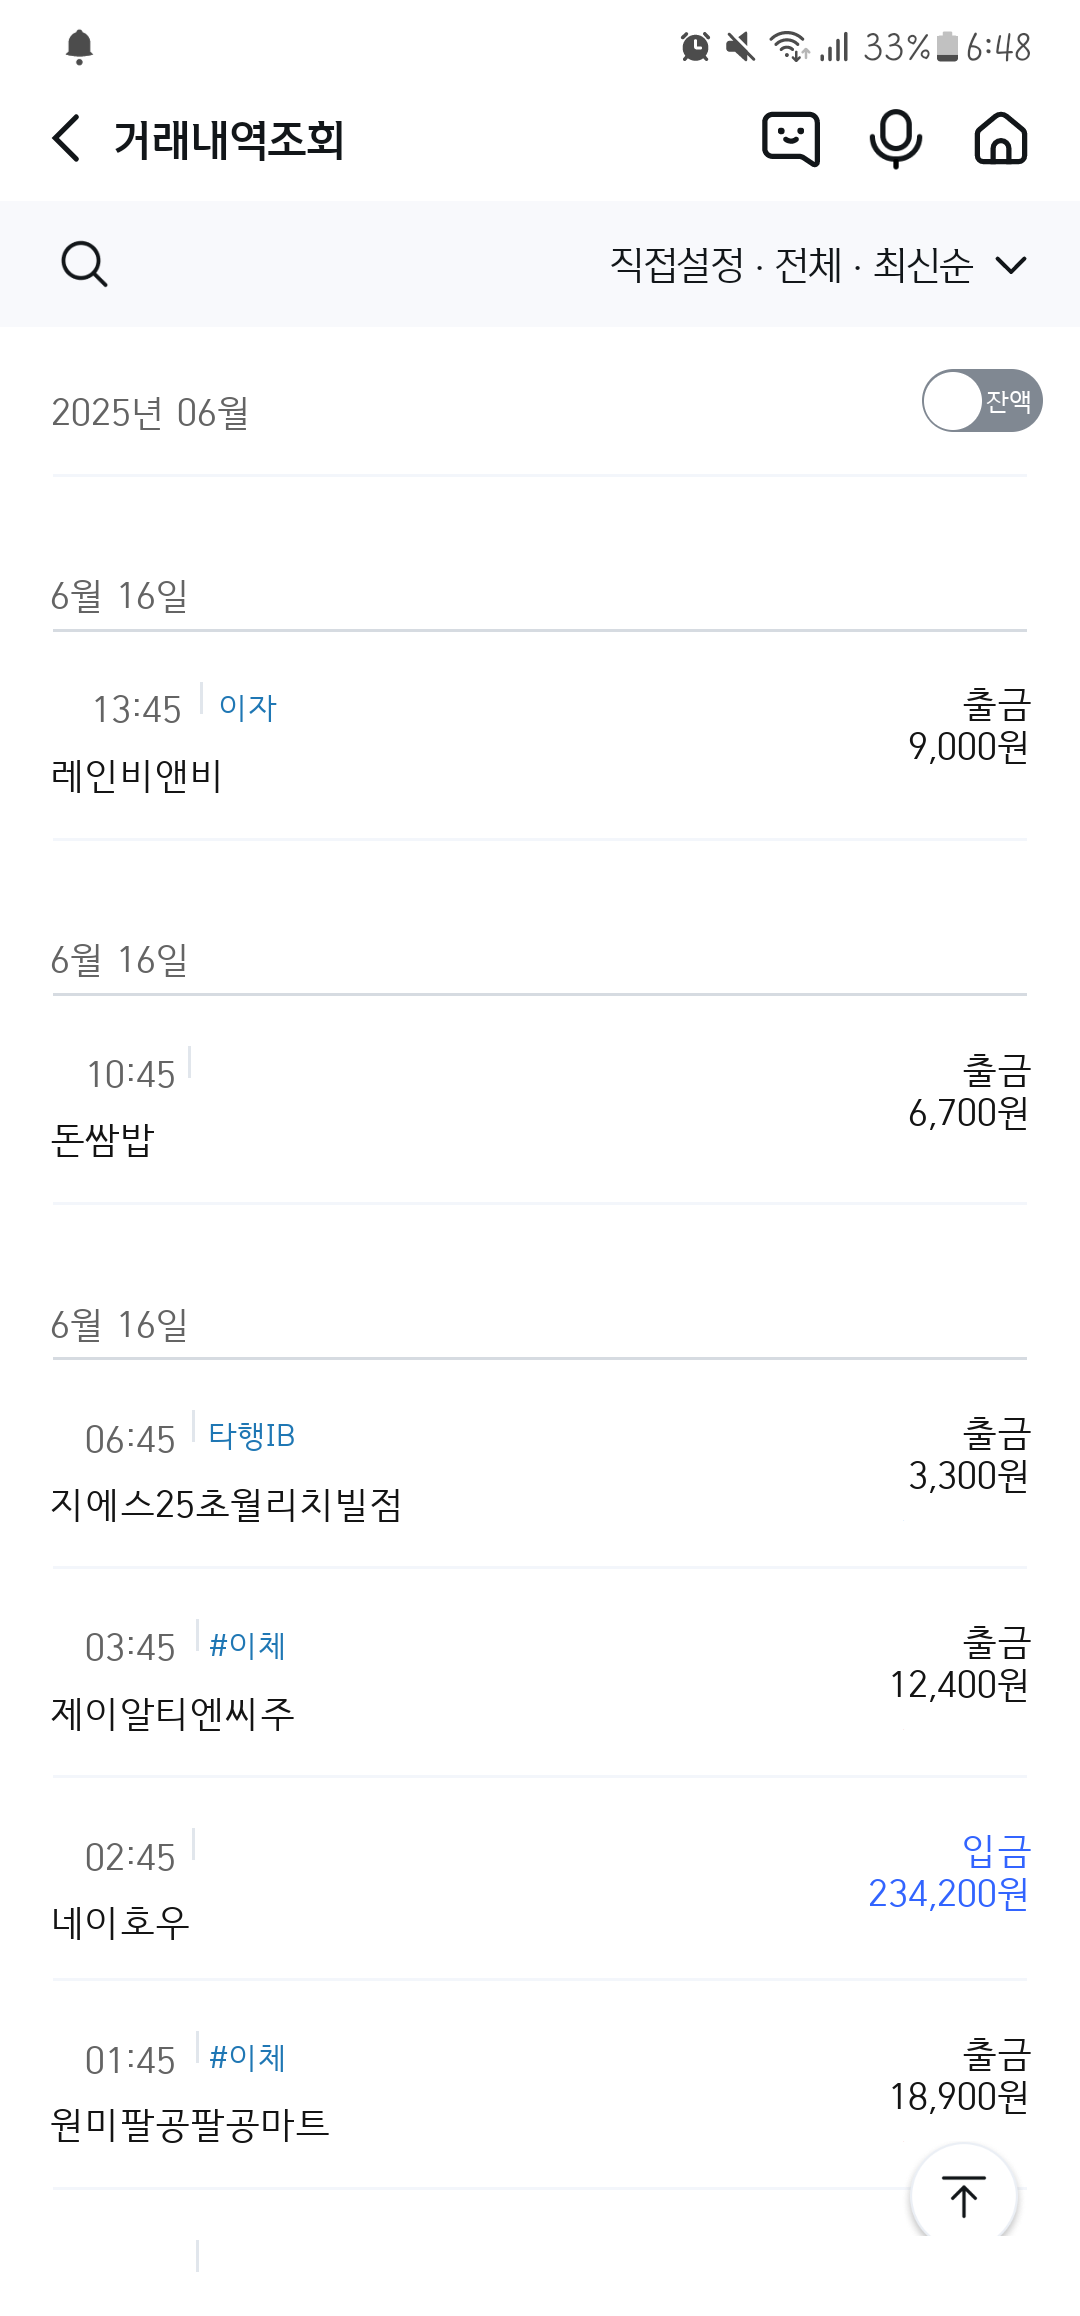 33% 6:48
거래내역조회
직접설정 · 전체 · 최신순
2025년 06월
잔액
6월 16일
13:45 이자
출금
9,000원
레인비앤비
6월 16일
10:45
출금
6,700원
돈쌈밥
6월 16일
06:45 타행IB
출금
3,300원
지에스25초월리치빌점
03:45 #이체
출금
12,400원
제이알티엔씨주
02:45
입금
234,200원
네이호우
01:45 #이체
출금
18,900원
원미팔공팔공마트